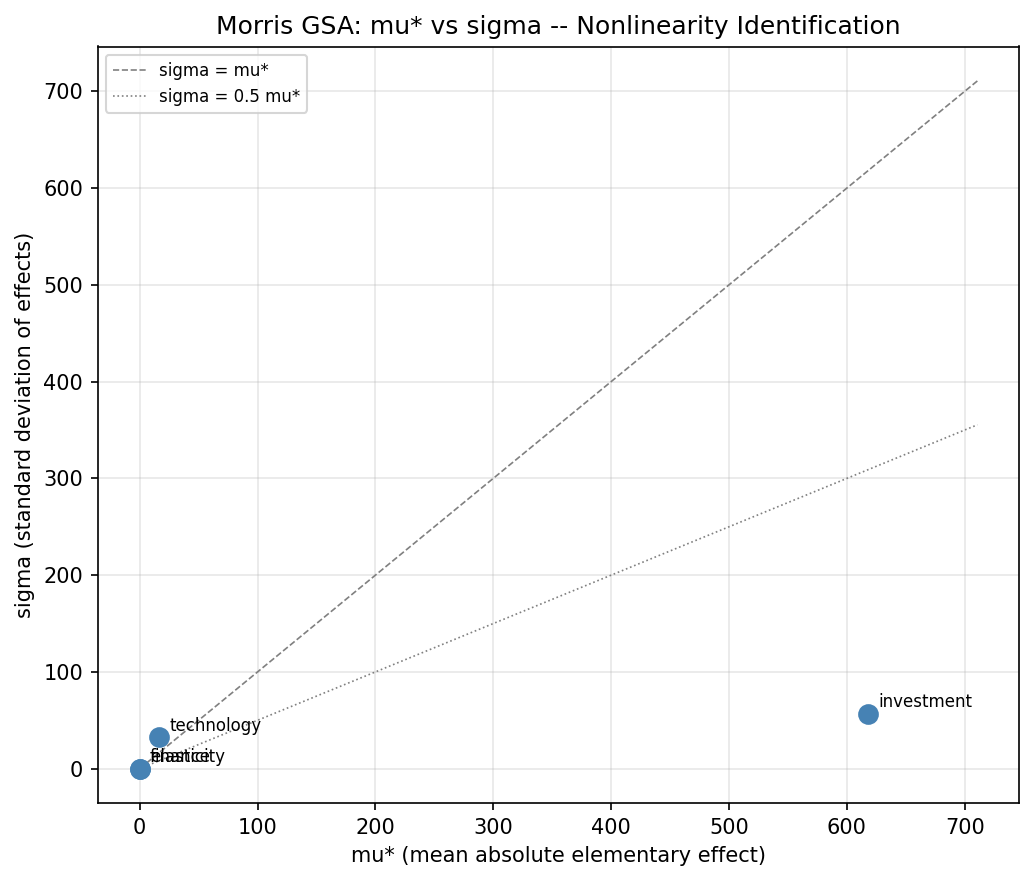 Morris GSA: mu* vs sigma -- Nonlinearity Identification
sigma = mu*
sigma = 0.5 mu*
sigma (standard deviation of effects)
700
600
500
400
300
200
100
0
investment
technology
elasticity
0
100
200
300
400
500
600
700
mu* (mean absolute elementary effect)